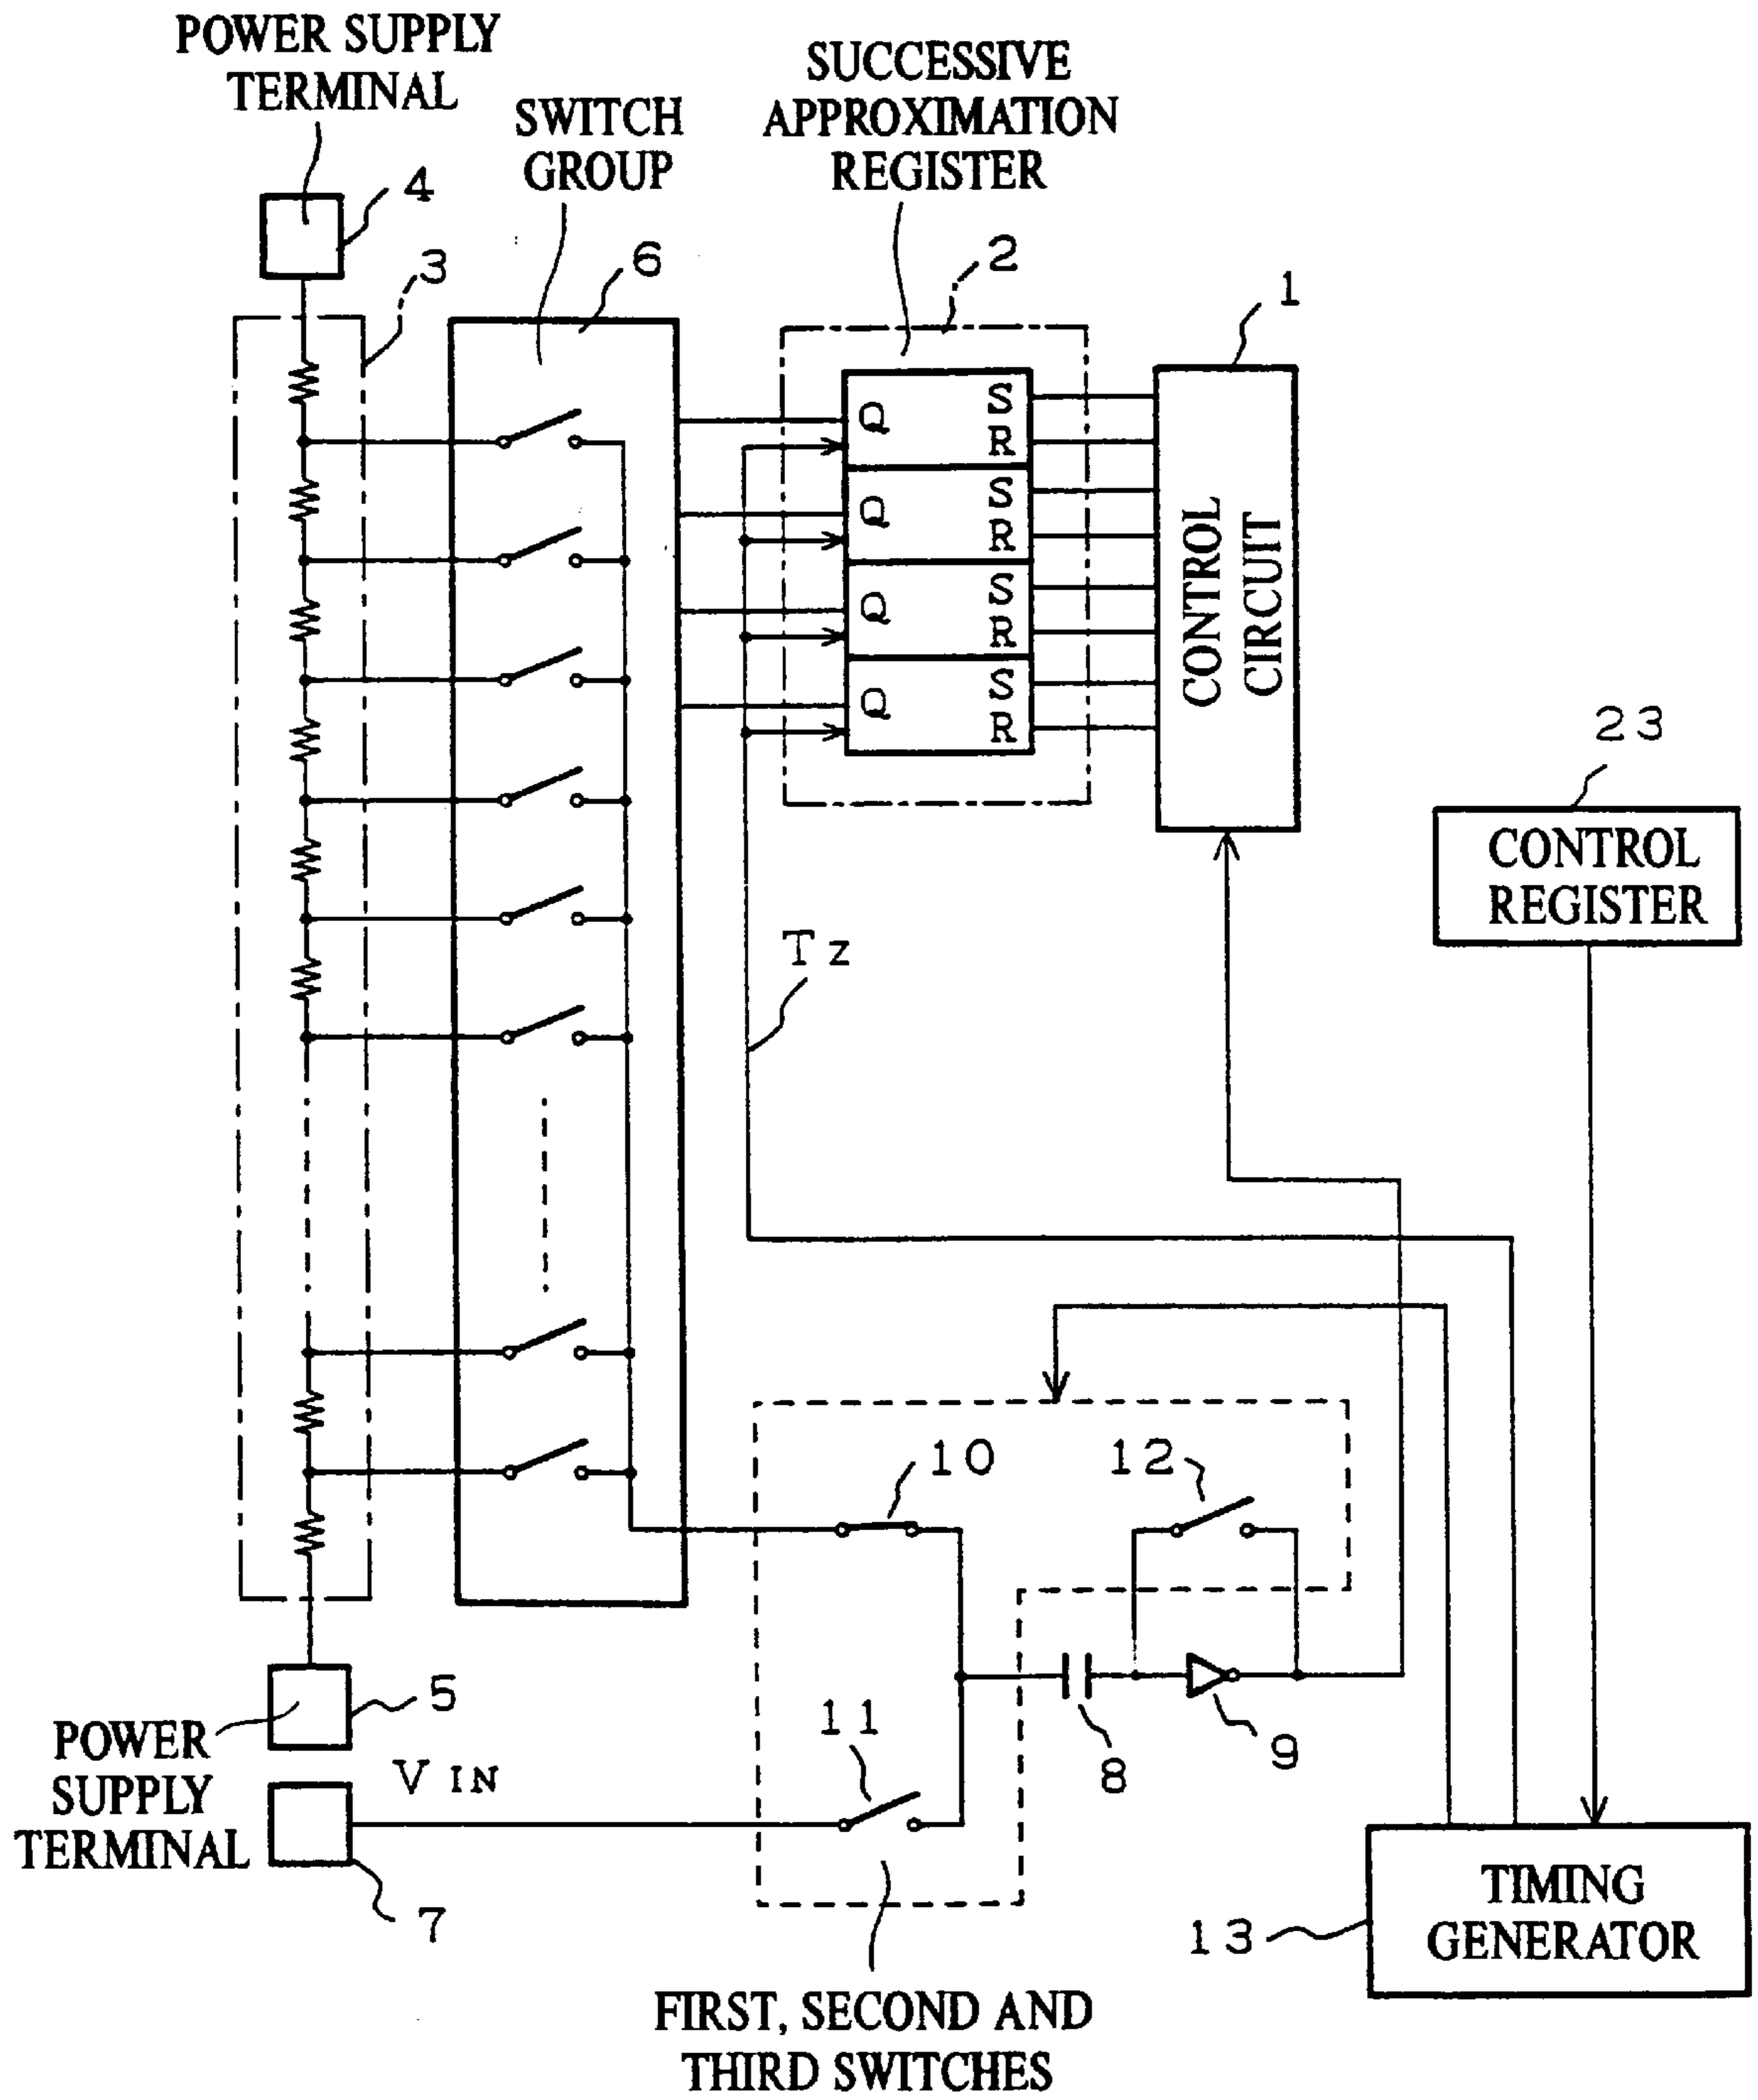 POWER SUPPLY
TERMINAL
SWITCH
GROUP
SUCCESSIVE
APPROXIMATION
REGISTER
4
3
6
2
1
Q S
R
Q S
R
Q S
R
Q S
R
CONTROL
CIRCUIT
23
CONTROL
REGISTER
Tz
10
12
5
POWER
SUPPLY
TERMINAL
VIN
11
8
9
7
13
TIMING
GENERATOR
FIRST, SECOND AND
THIRD SWITCHES